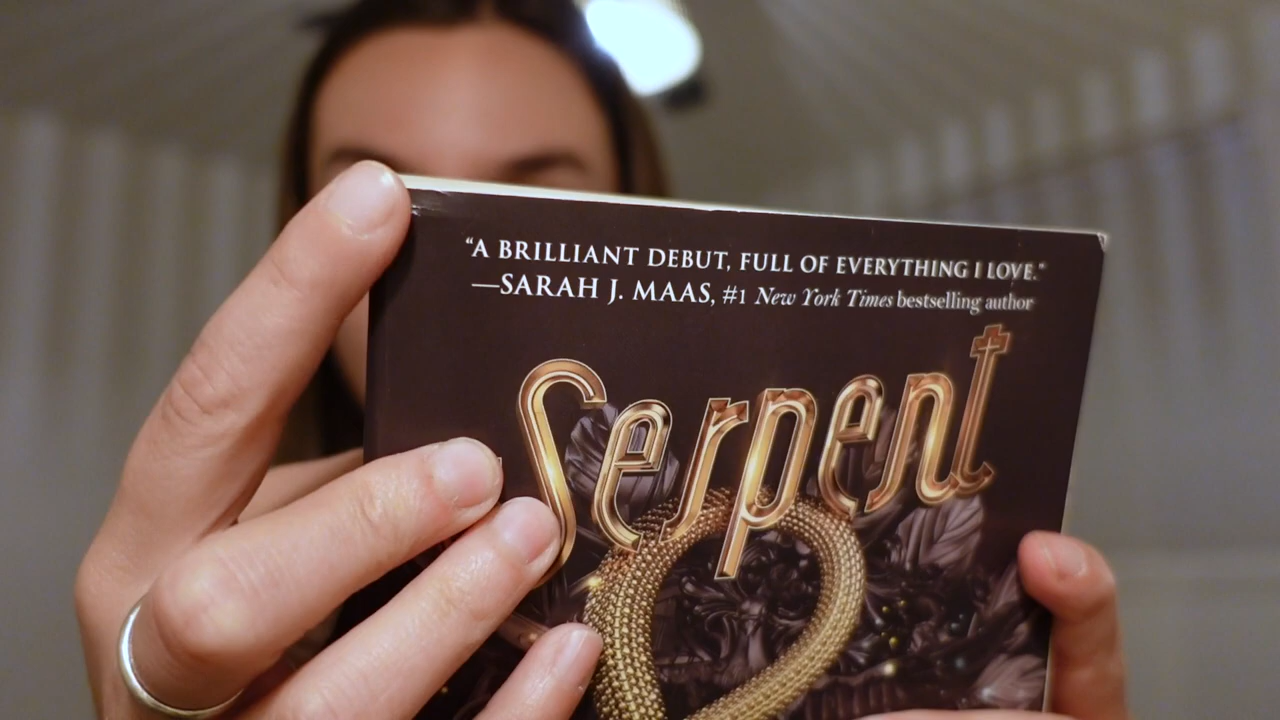 “A BRILLIANT DEBUT, FULL OF EVERYTHING I LOVE.”
—SARAH J. MAAS, #1 New York Times bestselling author
Serpent